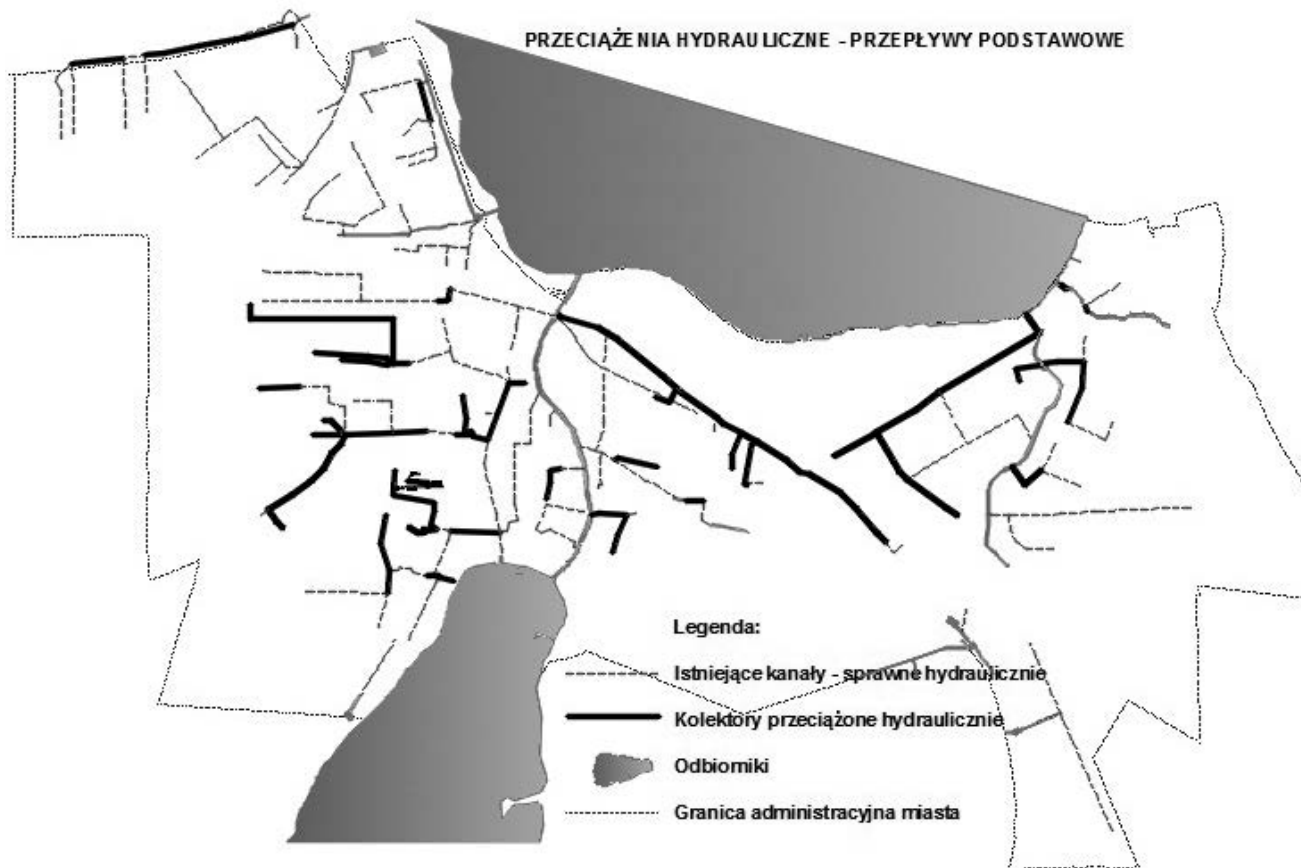 PRZECIĄŻENIA HYDRAULICZNE - PRZEPŁYWY PODSTAWOWE
Legenda:
Istniejące kanały - sprawne hydraulicznie
Kolektory przeciążone hydraulicznie
Odbiorniki
Granica administracyjna miasta